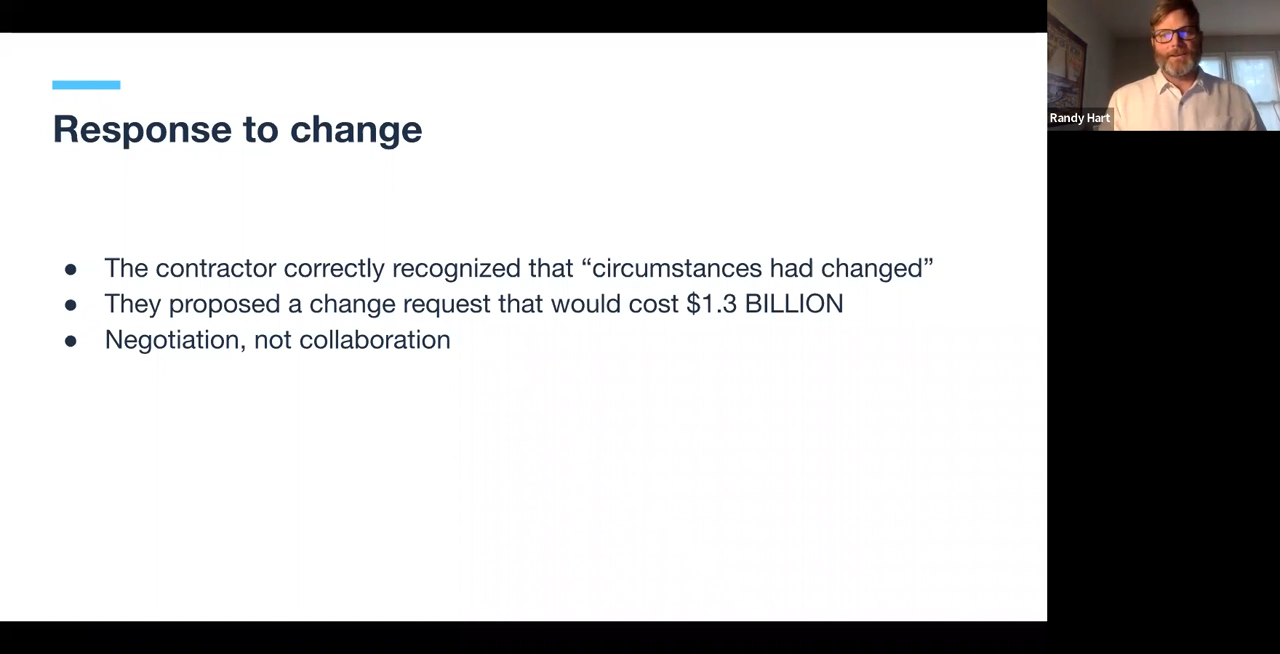 Response to change
● The contractor correctly recognized that “circumstances had changed”
● They proposed a change request that would cost $1.3 BILLION
● Negotiation, not collaboration
Randy Hart